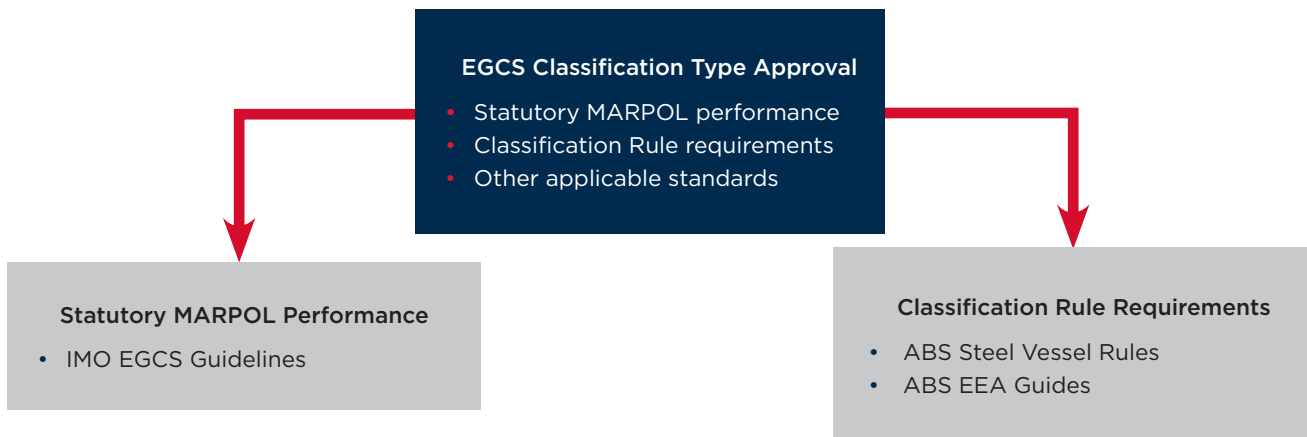 EGCS Classification Type Approval
• Statutory MARPOL performance
• Classification Rule requirements
• Other applicable standards
Statutory MARPOL Performance
• IMO EGCS Guidelines
Classification Rule Requirements
• ABS Steel Vessel Rules
• ABS EEA Guides